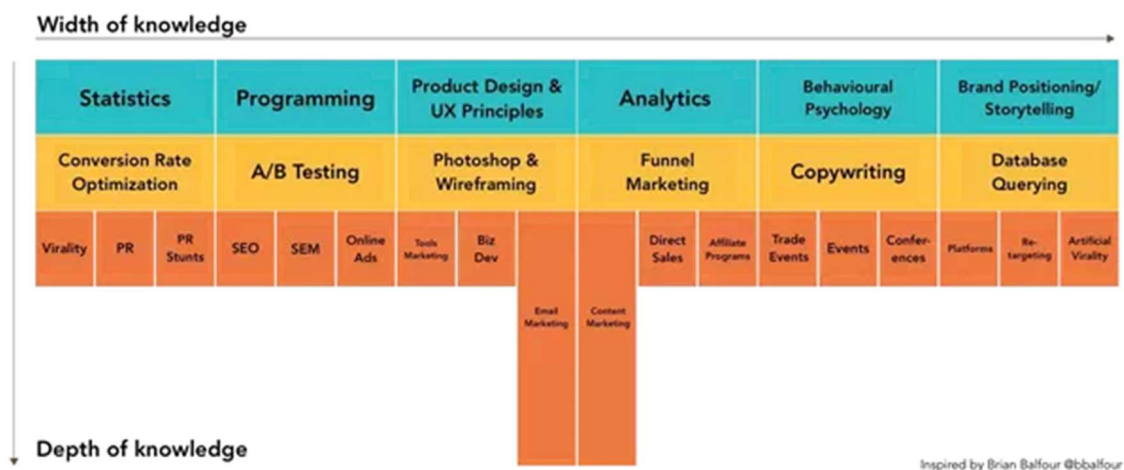 Width of knowledge
Statistics
Programming
Product Design &
UX Principles
Analytics
Behavioural
Psychology
Brand Positioning/
Storytelling
Conversion Rate
Optimization
A/B Testing
Photoshop &
Wireframing
Funnel
Marketing
Copywriting
Database
Querying
Virality
PR
PR
Stunts
SEO
SEM
Online
Ads
Tools
Marketing
Biz
Dev
Email
Marketing
Content
Marketing
Direct
Sales
Affiliate
Programs
Trade
Events
Events
Confer-
ences
Platforms
Re-
targeting
Artificial
Virality
Depth of knowledge
Inspired by Brian Balfour @bbalfour